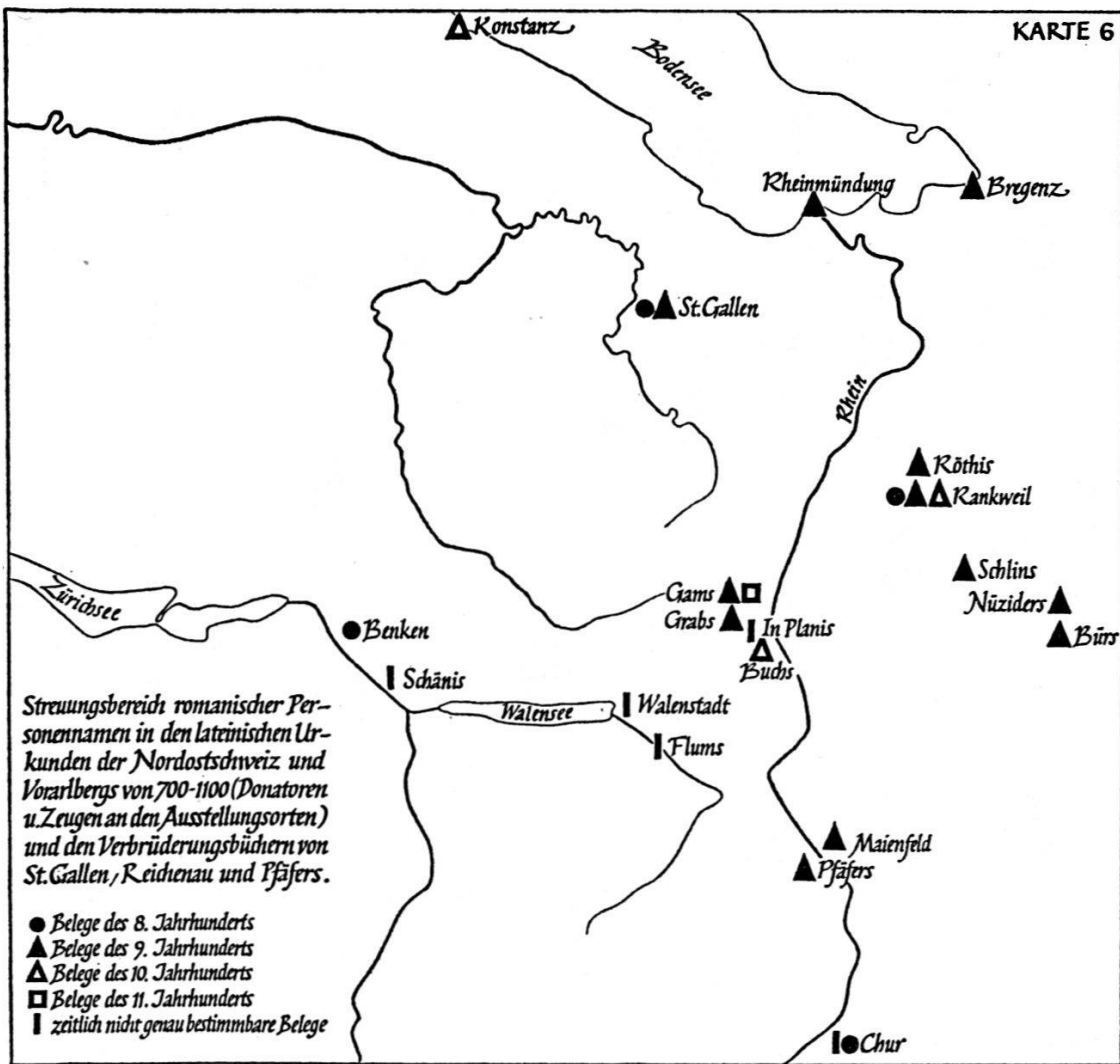 KARTE 6
Konstanz
Bodensee
Rheinmündung
Bregenz
St. Gallen
Rhein
Röthis
Rankweil
Schlins
Nüziders
Bürs
Gams
Grabs
In Planis
Buchs
Zürichsee
Benken
Schänis
Walensee
Walenstadt
Flums
Maienfeld
Pfäfers
Chur
Streuungsbereich romanischer Per-
sonennamen in den lateinischen Ur-
kunden der Nordostschweiz und
Vorarlbergs von 700-1100 (Donatoren
u. Zeugen an den Ausstellungsorten)
und den Verbrüderungsbüchern von
St. Gallen / Reichenau und Pfäfers.
Belege des 8. Jahrhunderts
Belege des 9. Jahrhunderts
Belege des 10. Jahrhunderts
Belege des 11. Jahrhunderts
zeitlich nicht genau bestimmbare Belege